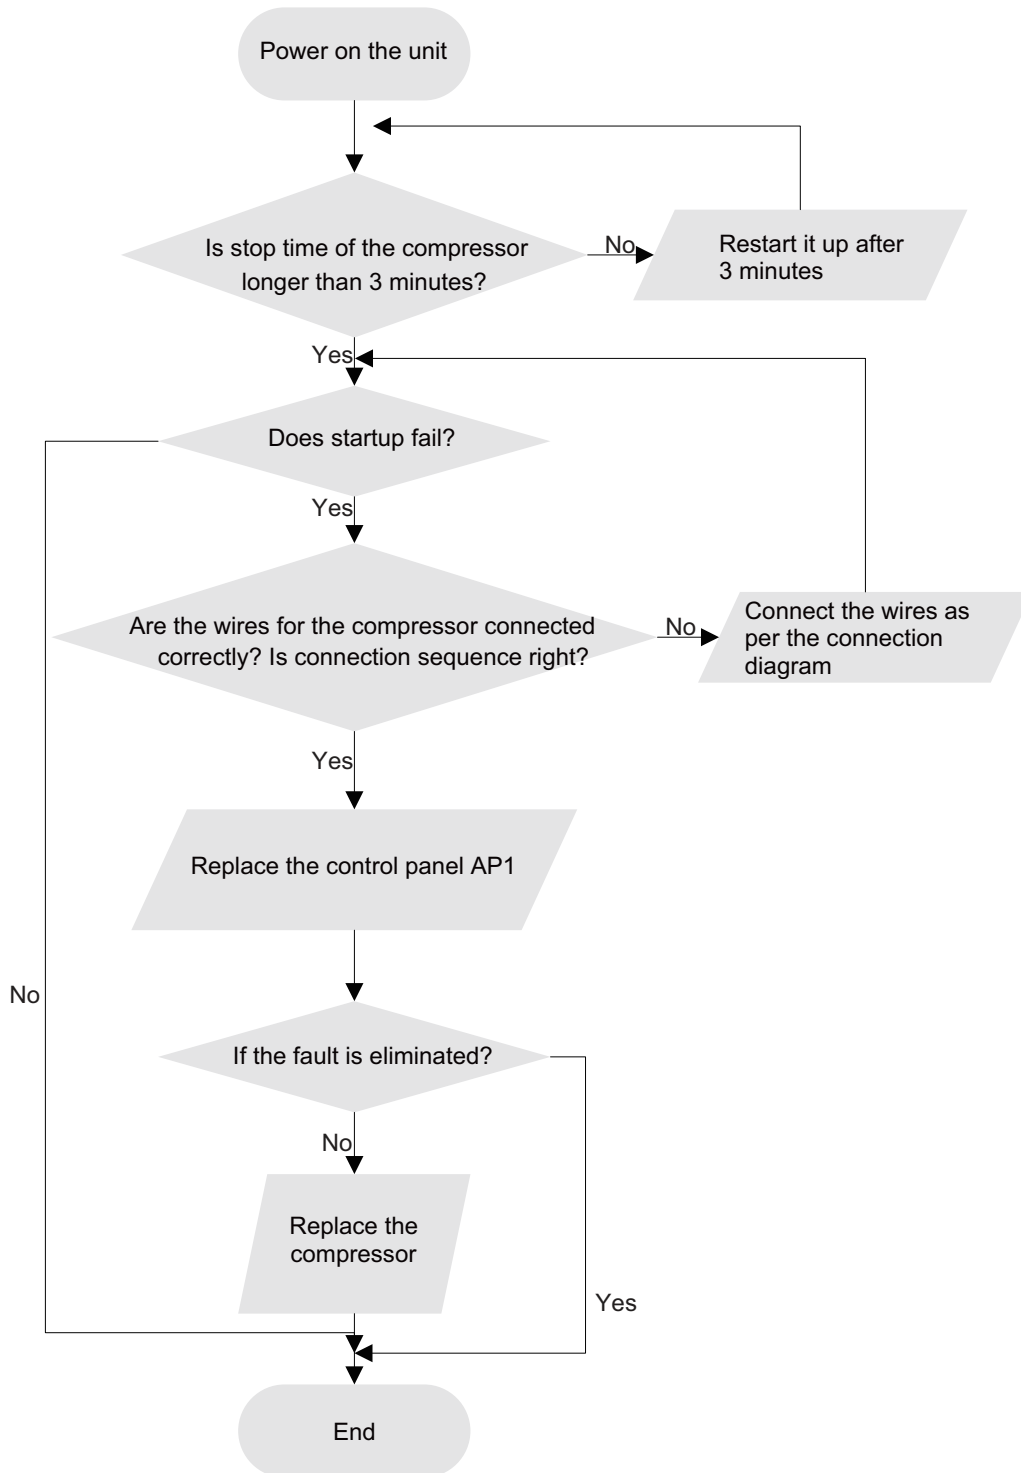 Power on the unit
Is stop time of the compressor
longer than 3 minutes?
No
Restart it up after
3 minutes
Yes
Does startup fail?
Yes
Are the wires for the compressor connected
correctly? Is connection sequence right?
No
Connect the wires as
per the connection
diagram
Yes
Replace the control panel AP1
No
If the fault is eliminated?
No
Replace the
compressor
Yes
End